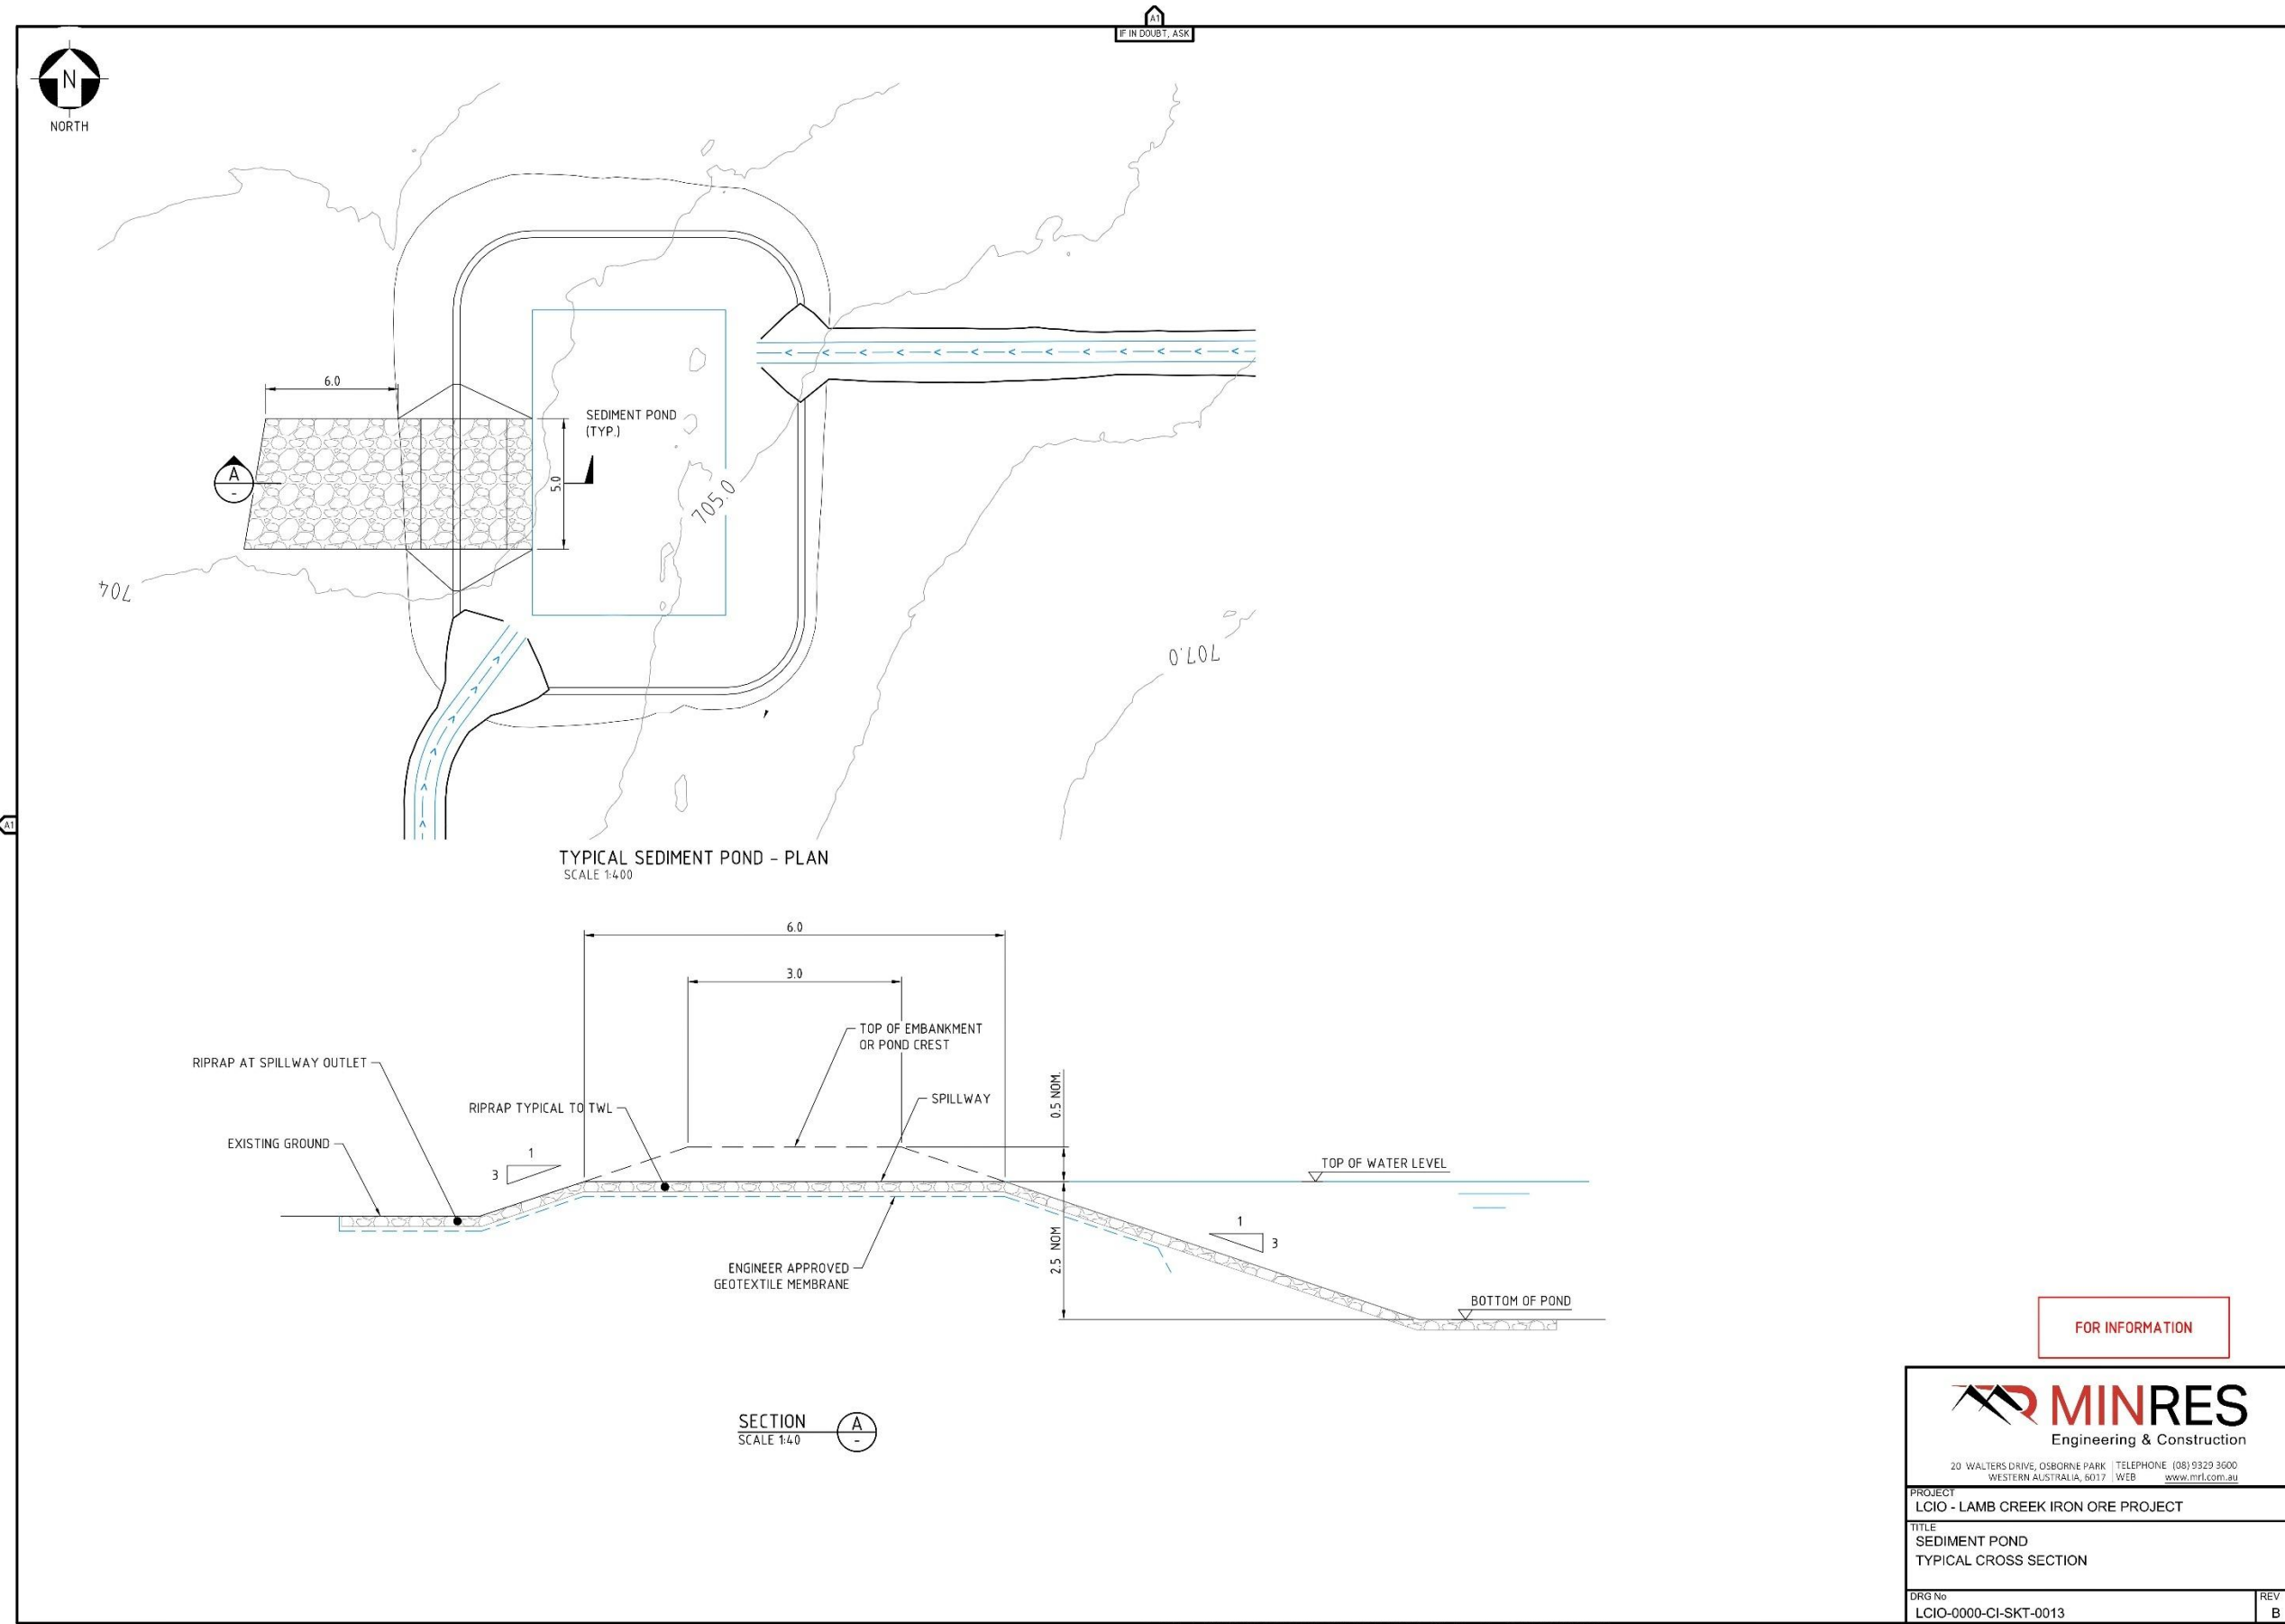 A1
IF IN DOUBT, ASK
N
NORTH
6.0
SEDIMENT POND
(TYP.)
A
-
5.0
705.0
704
707.0
A1
TYPICAL SEDIMENT POND - PLAN
SCALE 1:400
6.0
3.0
TOP OF EMBANKMENT
OR POND CREST
RIPRAP AT SPILLWAY OUTLET
0.5 NOM.
SPILLWAY
RIPRAP TYPICAL TO TWL
EXISTING GROUND
1
3
TOP OF WATER LEVEL
2.5 NOM
1
3
ENGINEER APPROVED
GEOTEXTILE MEMBRANE
BOTTOM OF POND
FOR INFORMATION
SECTION
SCALE 1:40
A
-
MINRES
Engineering & Construction
20 WALTERS DRIVE, OSBORNE PARK TELEPHONE (08) 9329 3600
WESTERN AUSTRALIA, 6017 WEB www.mrl.com.au
PROJECT
LCIO - LAMB CREEK IRON ORE PROJECT
TITLE
SEDIMENT POND
TYPICAL CROSS SECTION
DRG No
LCIO-0000-CI-SKT-0013
REV
B